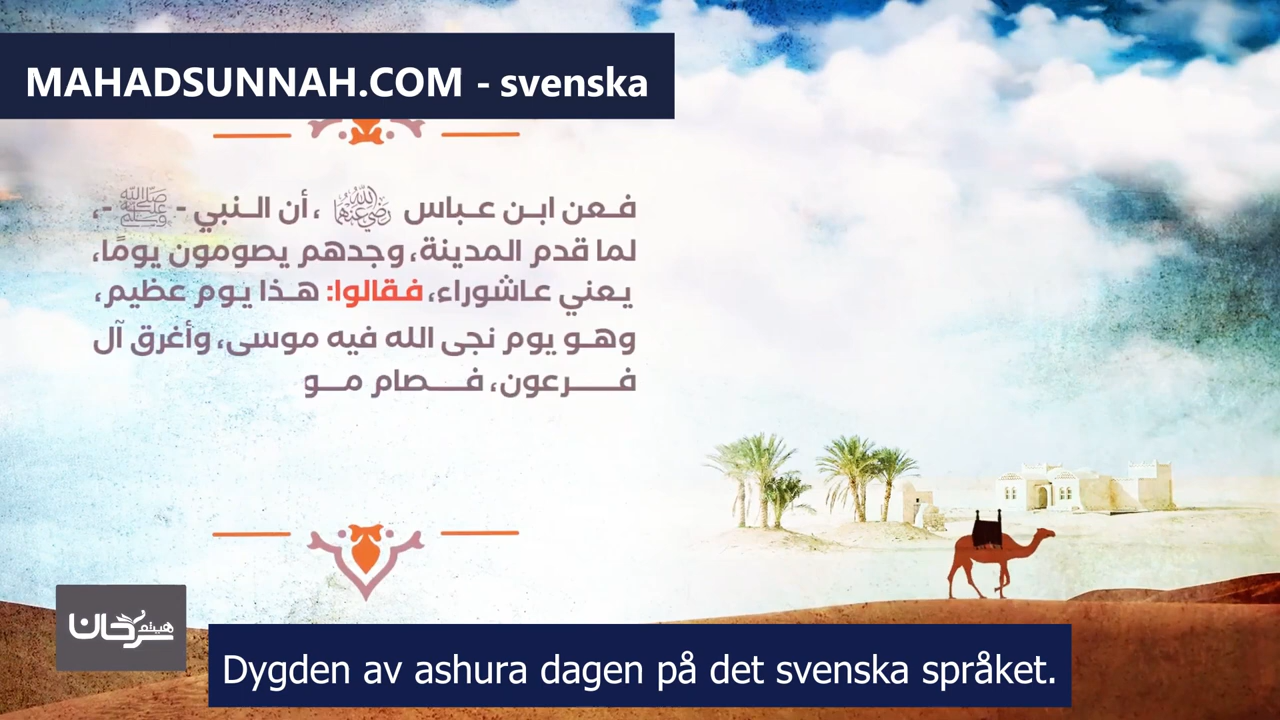 MAHADSUNNAH.COM - svenska
فعن ابن عباس رضي الله عنهما، أن النبي - ﷺ -،
لما قدم المدينة، وجدهم يصومون يومًا،
يعني عاشوراء، فقالوا: هذا يوم عظيم،
وهو يوم نجى الله فيه موسى، وأغرق آل
فرعون، فصام مو
هيثم سرحان
Dygden av ashura dagen på det svenska språket.